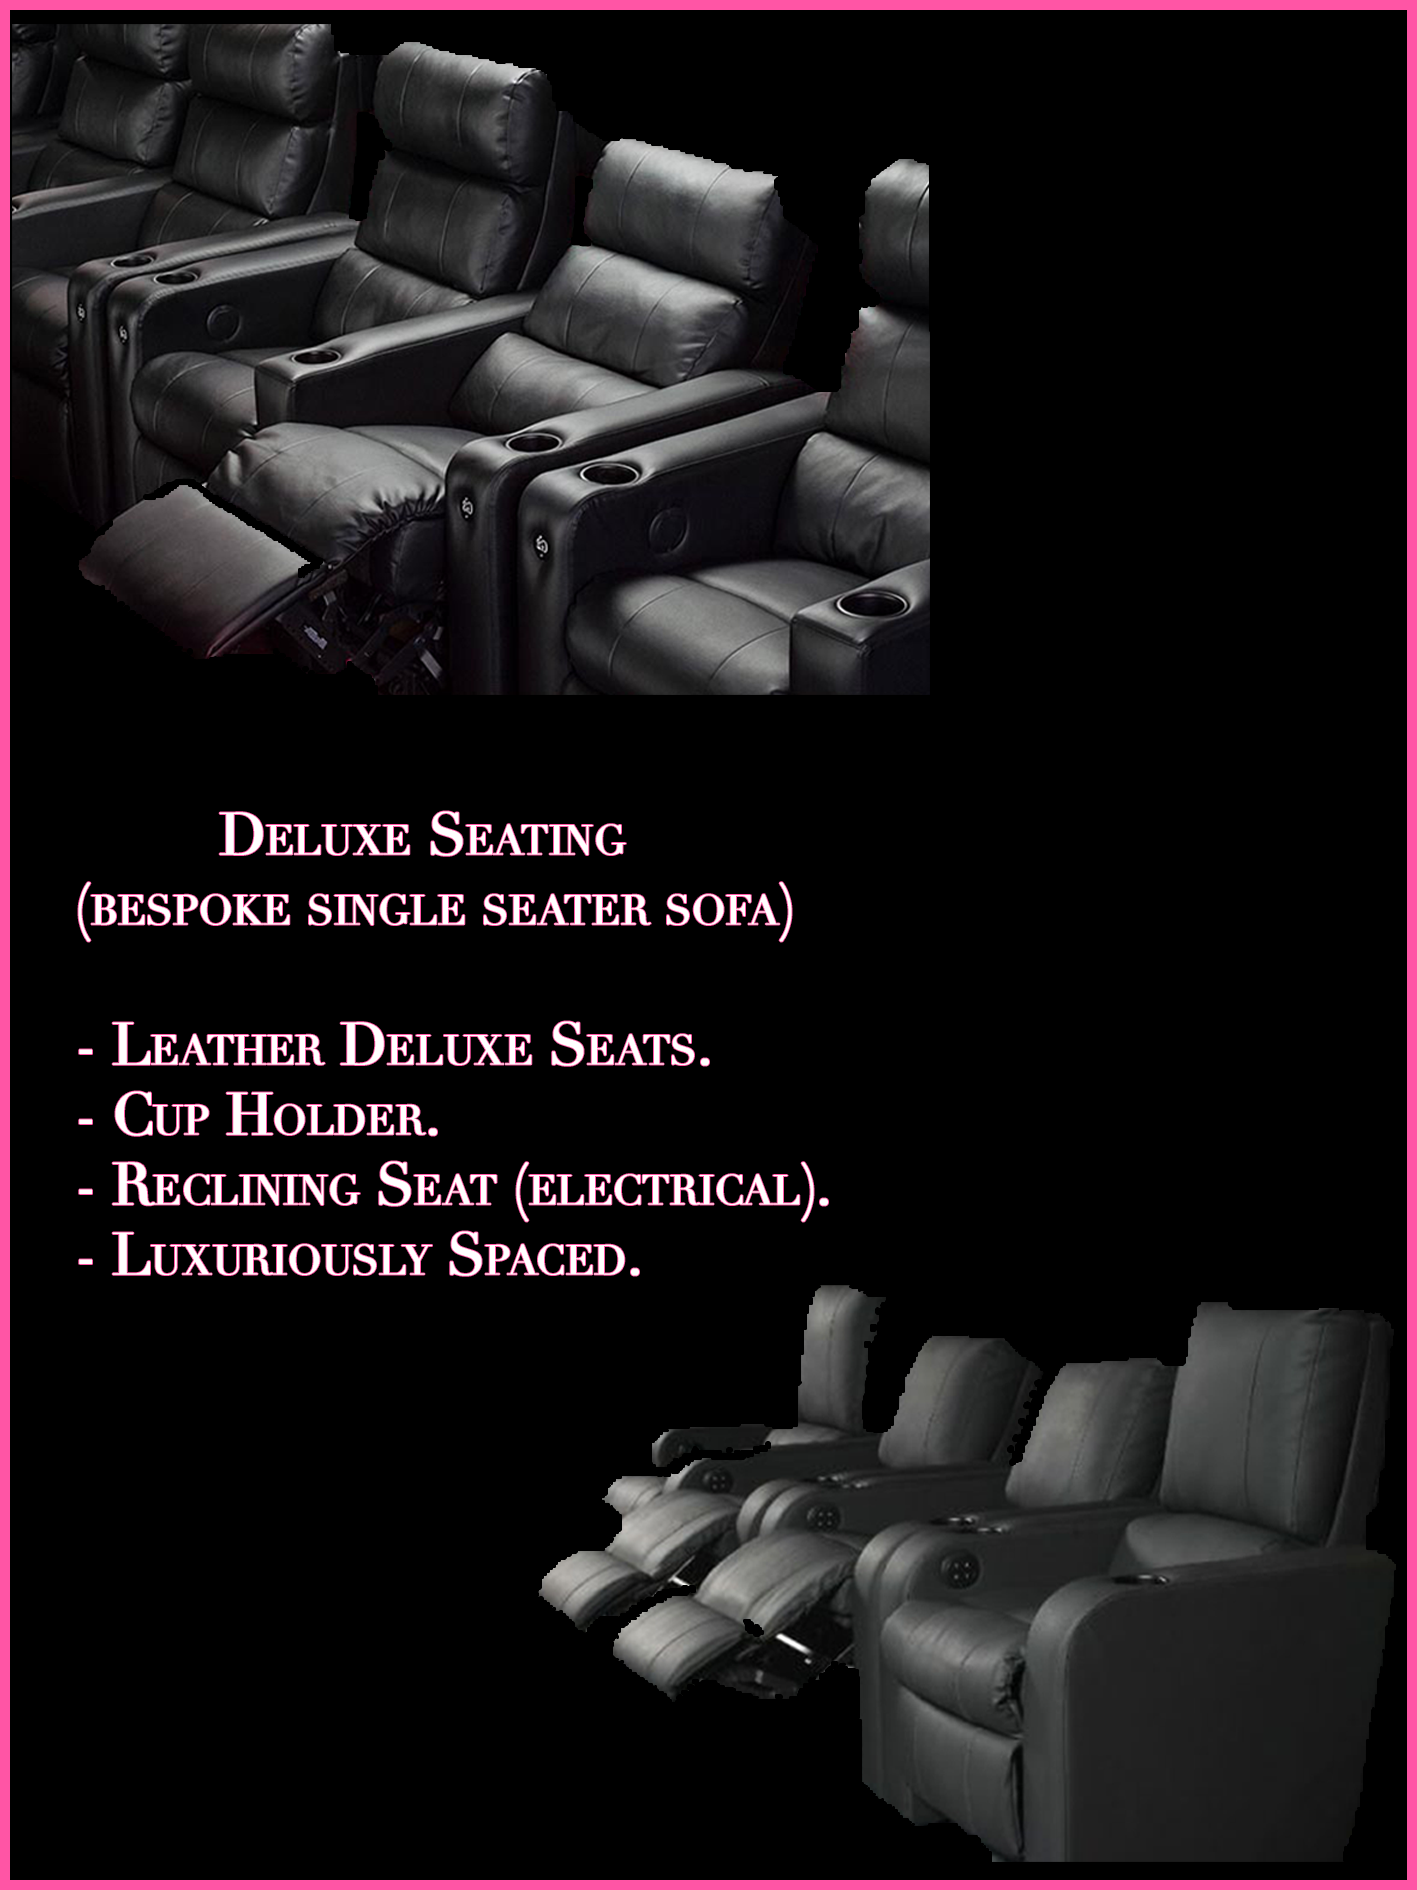 Deluxe Seating
(bespoke single seater sofa)
- Leather Deluxe Seats.
- Cup Holder.
- Reclining Seat (electrical).
- Luxuriously Spaced.